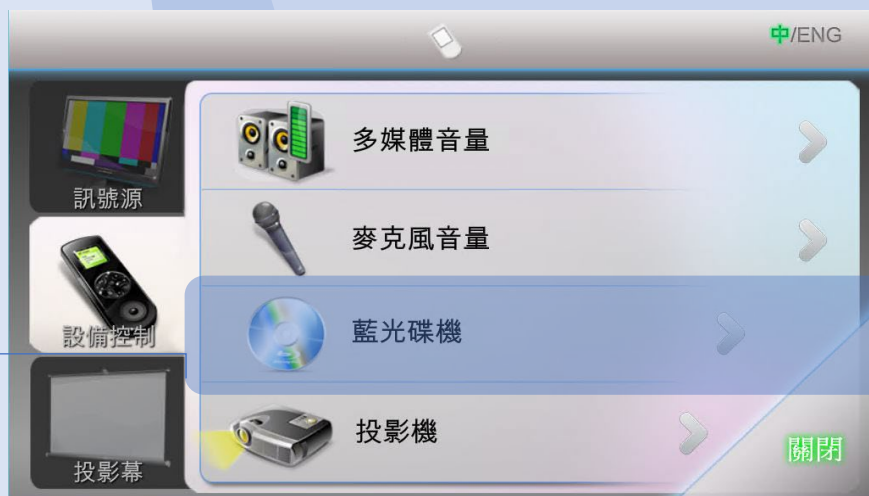 中/ENG
訊號源
設備控制
投影幕
多媒體音量
麥克風音量
藍光碟機
投影機
關閉